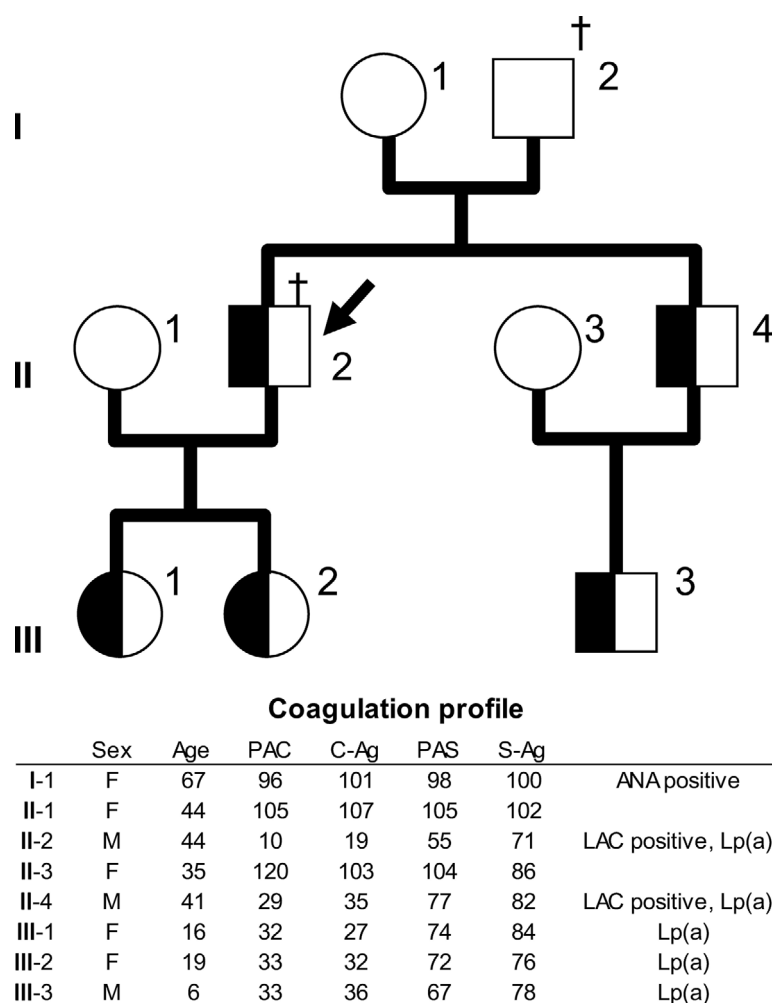 † 
1 2
I
†
1 2 3 4
II
1 2 3
III
Coagulation profile
Sex Age PAC C-Ag PAS S-Ag
I-1 F 67 96 101 98 100 ANA positive
II-1 F 44 105 107 105 102
II-2 M 44 10 19 55 71 LAC positive, Lp(a)
II-3 F 35 120 103 104 86
II-4 M 41 29 35 77 82 LAC positive, Lp(a)
III-1 F 16 32 27 74 84 Lp(a)
III-2 F 19 33 32 72 76 Lp(a)
III-3 M 6 33 36 67 78 Lp(a)